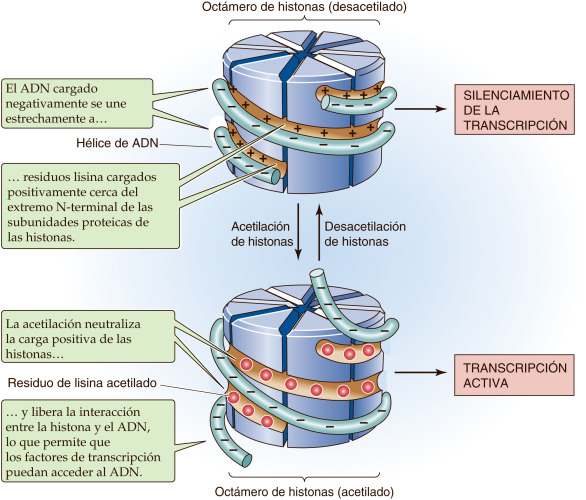 Octámero de histonas (desacetilado)
El ADN cargado
negativamente se une
estrechamente a…
Hélice de ADN
… residuos lisina cargados
positivamente cerca del
extremo N-terminal de las
subunidades proteicas de
las histonas.
SILENCIAMIENTO
DE LA
TRANSCRIPCIÓN
Acetilación
de histonas
Desacetilación
de histonas
La acetilación neutraliza
la carga positiva de las
histonas…
Residuo de lisina acetilado
… y libera la interacción
entre la histona y el ADN,
lo que permite que
los factores de transcripción
puedan acceder al ADN.
TRANSCRIPCIÓN
ACTIVA
Octámero de histonas (acetilado)